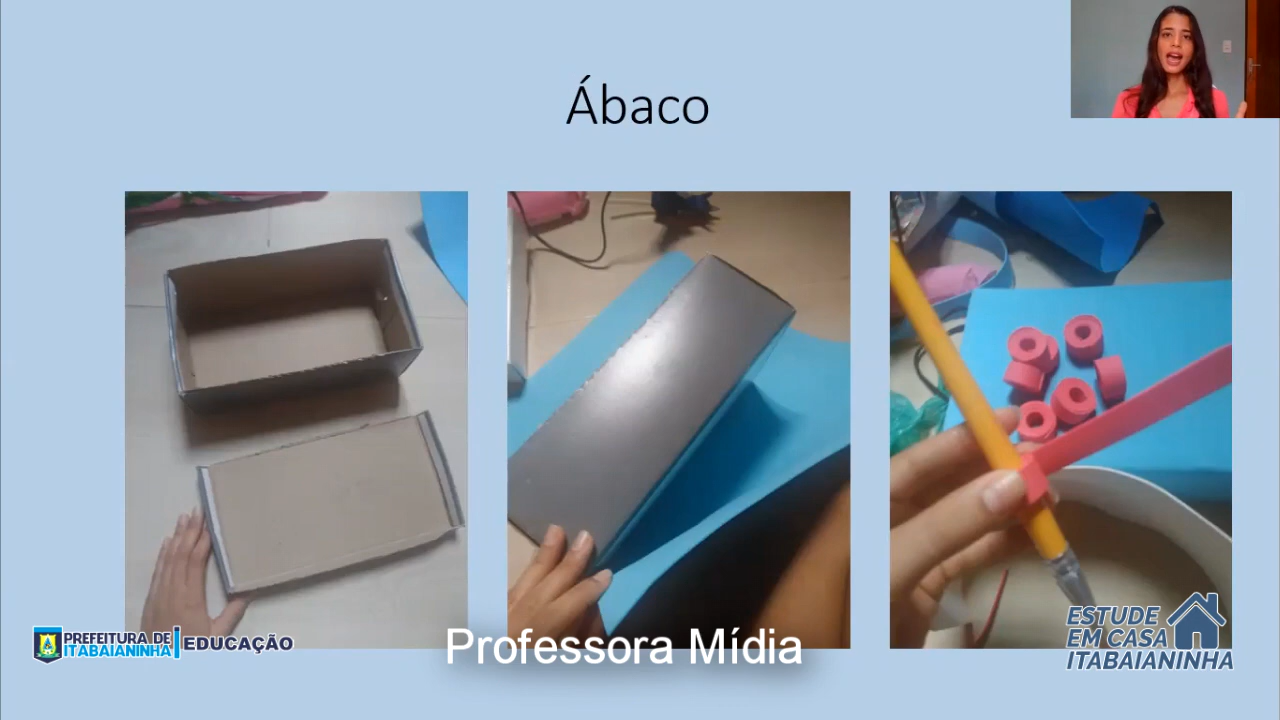 Ábaco
PREFEITURA DE
ITABAIANINHA
EDUCAÇÃO
Professora Mídia
ESTUDE
EM CASA
ITABAIANINHA